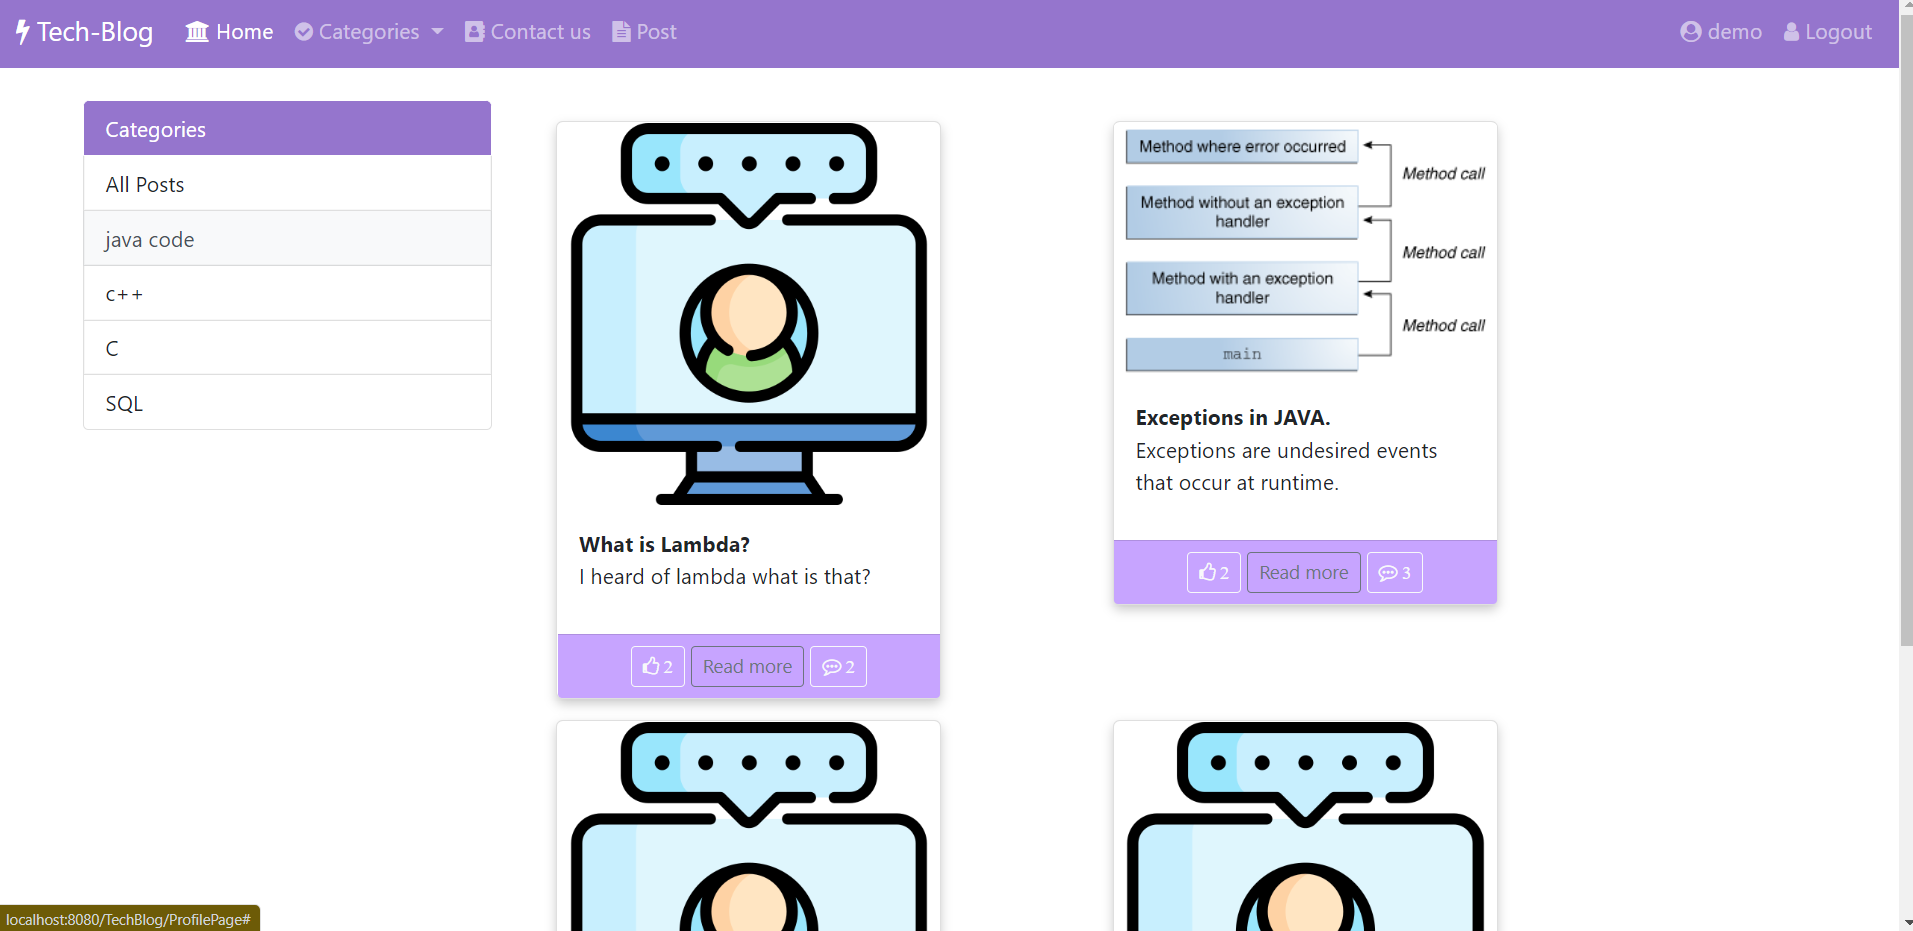 Tech-Blog Home Categories Contact us Post demo Logout
Categories
All Posts
java code
c++
C
SQL
What is Lambda?
I heard of lambda what is that?
2 Read more 2
Method where error occurred
Method call
Method without an exception
handler
Method call
Method with an exception
handler
Method call
main
Exceptions in JAVA.
Exceptions are undesired events
that occur at runtime.
2 Read more 3
localhost:8080/TechBlog/ProfilePage#